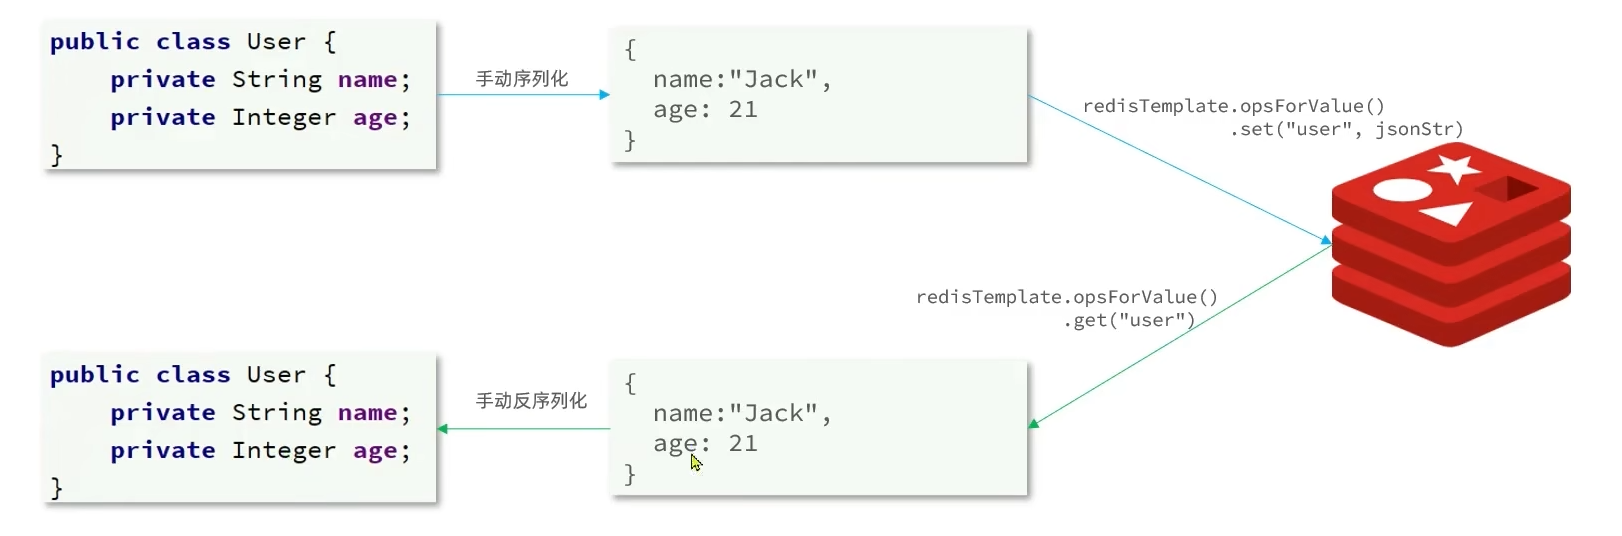 public class User {
    private String name;
    private Integer age;
}
手动序列化
{
  name:"Jack",
  age: 21
}
redisTemplate.opsForValue()
.set("user", jsonStr)
redisTemplate.opsForValue()
.get("user")
public class User {
    private String name;
    private Integer age;
}
手动反序列化
{
  name:"Jack",
  age: 21
}